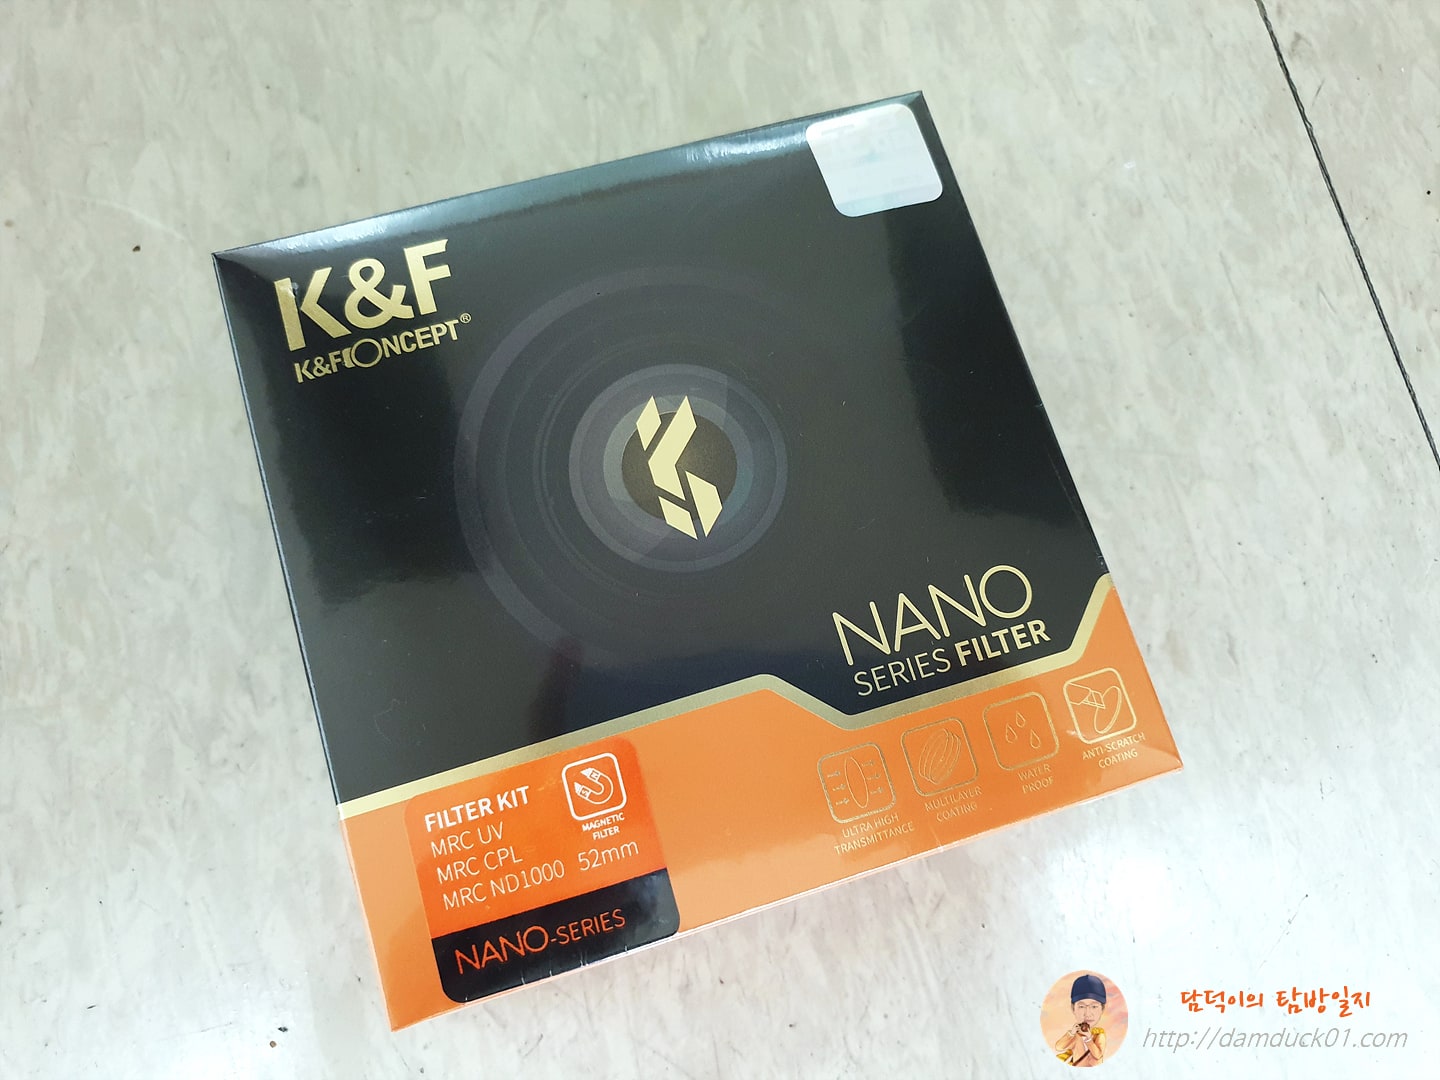 K&F
K&F CONCEPT®
NANO
SERIES FILTER
FILTER KIT
MRC UV
MRC CPL
MRC ND1000
MAGNETIC
FILTER
52mm
NANO-SERIES
ULTRA HIGH
TRANSMITTANCE
MULTILAYER
COATING
WATER
PROOF
ANTI-SCRATCH
COATING
담덕이의 탐방일지
http://damduck01.com